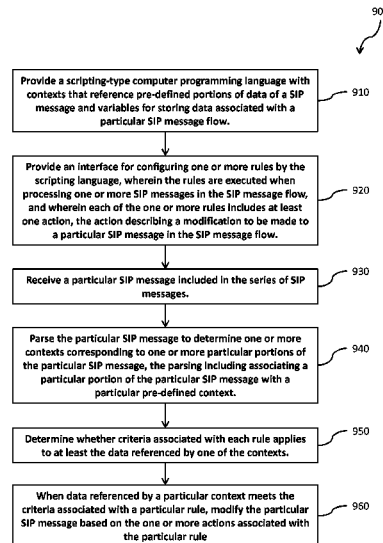 90
Provide a scripting-type computer programming language with
contexts that reference pre-defined portions of data of a SIP
message and variables for storing data associated with a
particular SIP message flow.
910
Provide an interface for configuring one or more rules by the
scripting language, wherein the rules are executed when
processing one or more SIP messages in the SIP message flow,
and wherein each of the one or more rules includes at least
one action, the action describing a modification to be made to
a particular SIP message in the SIP message flow.
920
Receive a particular SIP message included in the series of SIP
messages.
930
Parse the particular SIP message to determine one or more
contexts corresponding to one or more particular portions of
the particular SIP message, the parsing including associating a
particular portion of the particular SIP message with a
particular pre-defined context.
940
Determine whether criteria associated with each rule applies
to at least the data referenced by one of the contexts.
950
When data referenced by a particular context meets the
criteria associated with a particular rule, modify the particular
SIP message based on the one or more actions associated with
the particular rule
960